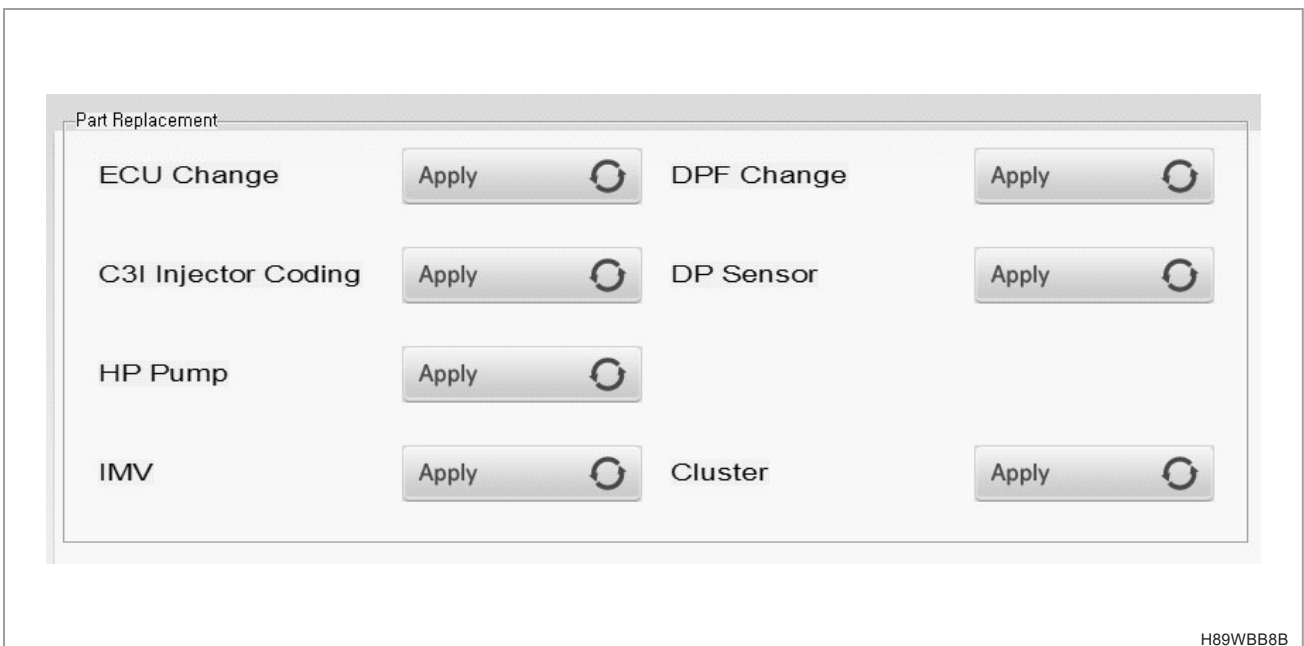 Part Replacement
ECU Change Apply DPF Change Apply
C3I Injector Coding Apply DP Sensor Apply
HP Pump Apply
IMV Apply Cluster Apply
H89WBB8B